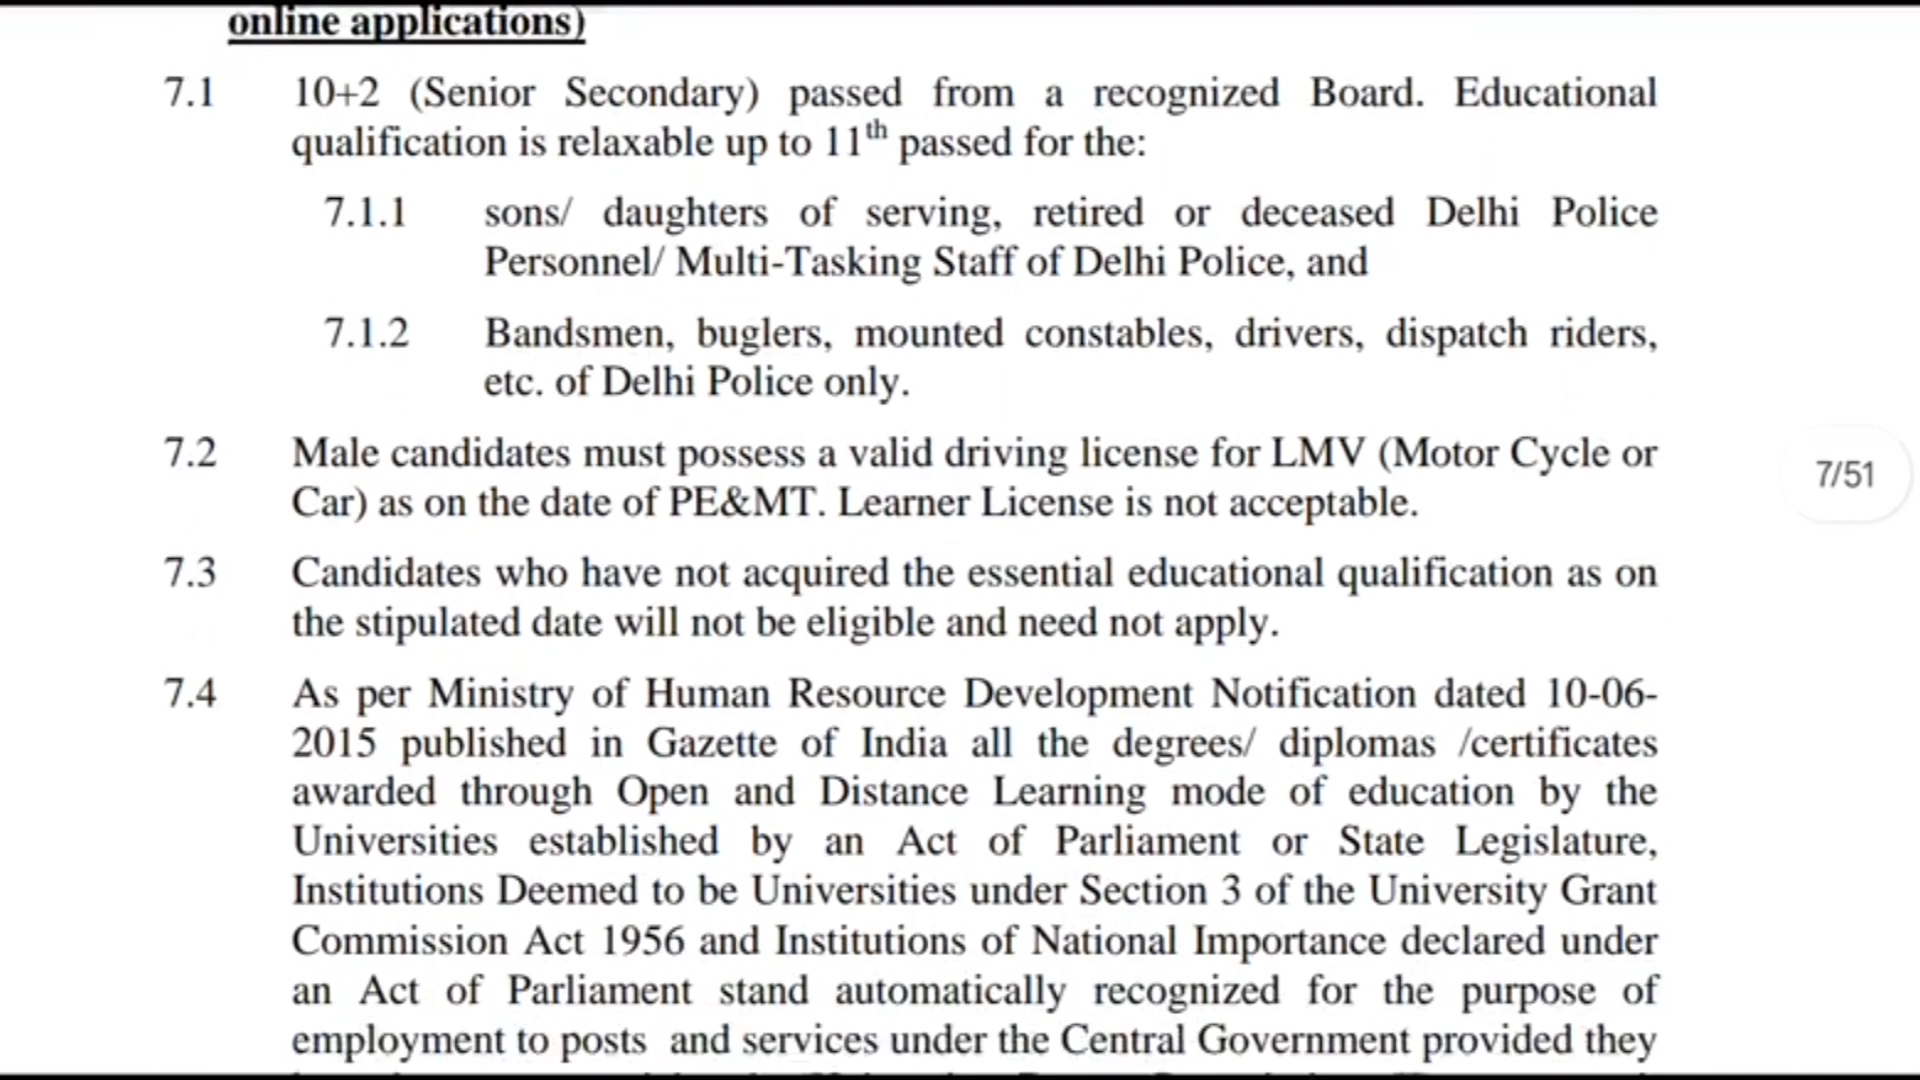 online applications)
7.1 10+2 (Senior Secondary) passed from a recognized Board. Educational
qualification is relaxable up to 11th passed for the:
7.1.1 sons/ daughters of serving, retired or deceased Delhi Police
Personnel/ Multi-Tasking Staff of Delhi Police, and
7.1.2 Bandsmen, buglers, mounted constables, drivers, dispatch riders,
etc. of Delhi Police only.
7.2 Male candidates must possess a valid driving license for LMV (Motor Cycle or
Car) as on the date of PE&MT. Learner License is not acceptable.
7/51
7.3 Candidates who have not acquired the essential educational qualification as on
the stipulated date will not be eligible and need not apply.
7.4 As per Ministry of Human Resource Development Notification dated 10-06-
2015 published in Gazette of India all the degrees/ diplomas /certificates
awarded through Open and Distance Learning mode of education by the
Universities established by an Act of Parliament or State Legislature,
Institutions Deemed to be Universities under Section 3 of the University Grant
Commission Act 1956 and Institutions of National Importance declared under
an Act of Parliament stand automatically recognized for the purpose of
employment to posts and services under the Central Government provided they